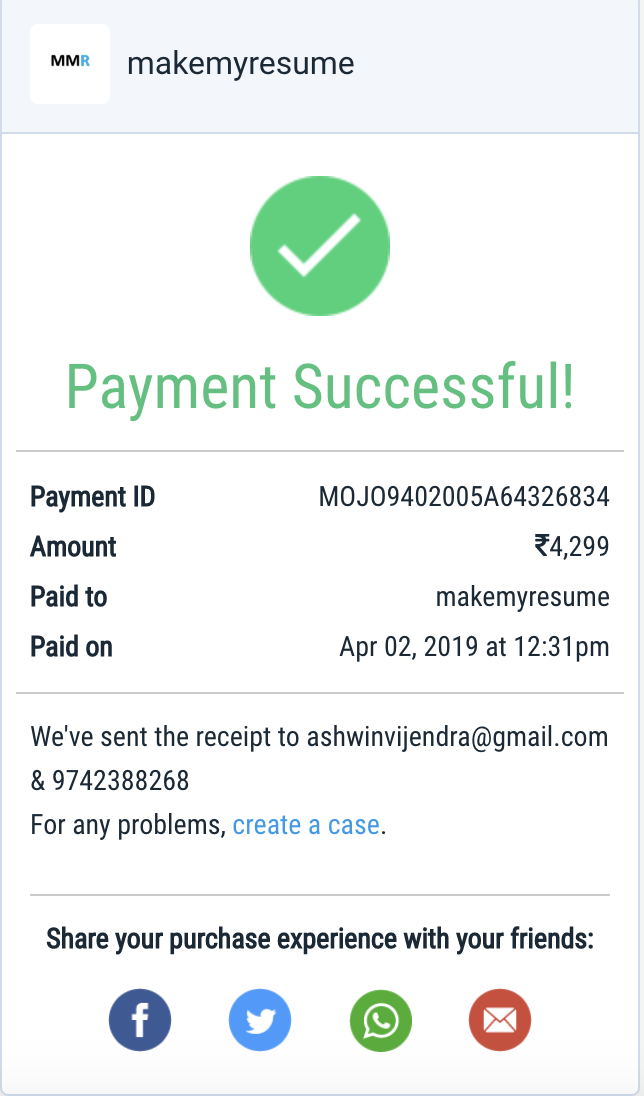 MMR
makemyresume
Payment Successful!
Payment ID MOJO9402005A64326834
Amount ₹4,299
Paid to makemyresume
Paid on Apr 02, 2019 at 12:31pm
We've sent the receipt to ashwinvijendra@gmail.com
& 9742388268
For any problems, create a case.
Share your purchase experience with your friends: